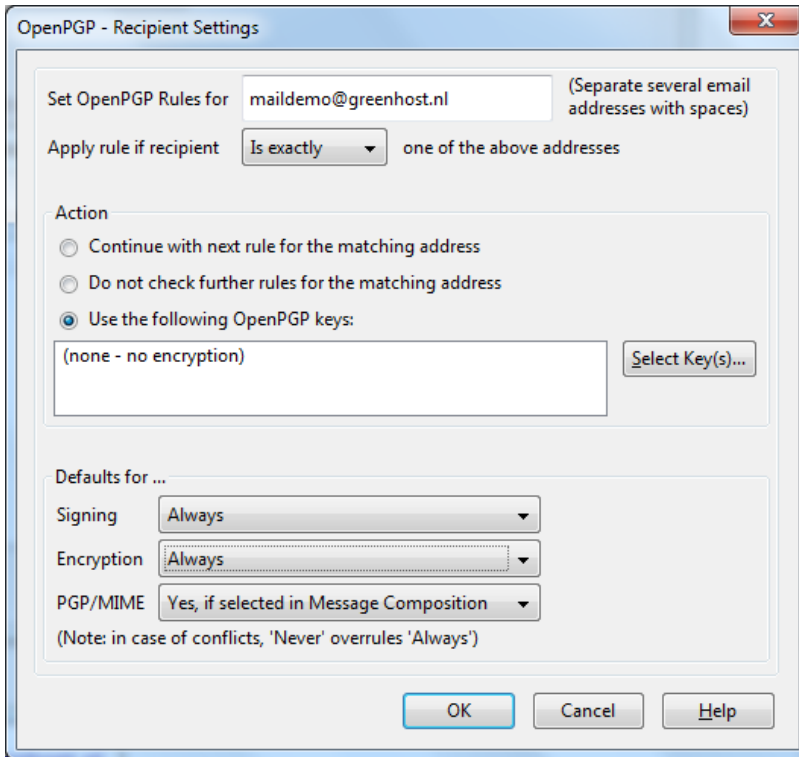 OpenPGP - Recipient Settings
x
Set OpenPGP Rules for maildemo@greenhost.nl (Separate several email
addresses with spaces)
Apply rule if recipient Is exactly one of the above addresses
Action
Continue with next rule for the matching address
Do not check further rules for the matching address
Use the following OpenPGP keys:
(none - no encryption) Select Key(s)...
Defaults for ...
Signing Always
Encryption Always
PGP/MIME Yes, if selected in Message Composition
(Note: in case of conflicts, 'Never' overrules 'Always')
OK Cancel Help